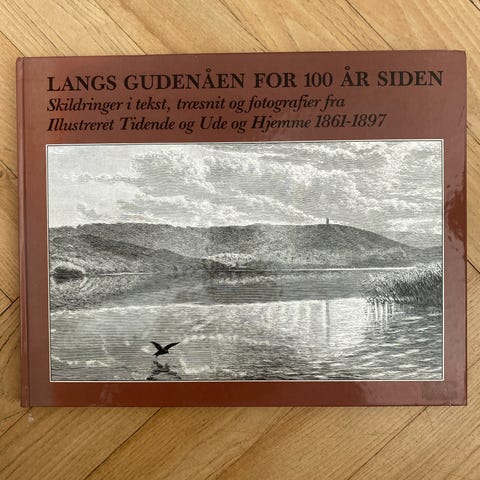 LANGS GUDENÅEN FOR 100 ÅR SIDEN
Skildringer i tekst, træsnit og fotografier fra
Illustreret Tidende og Ude og Hjemme 1861-1897